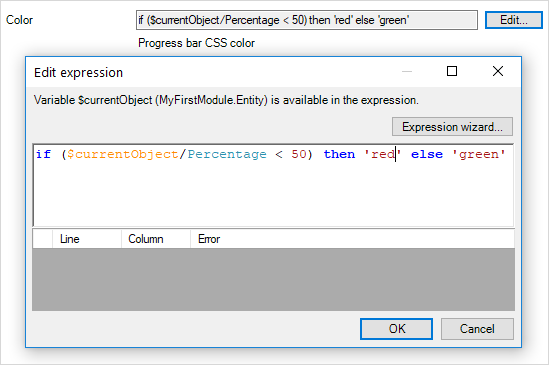 Color if ($currentObject/Percentage < 50) then 'red' else 'green' Edit...
Progress bar CSS color
Edit expression
Variable $currentObject (MyFirstModule.Entity) is available in the expression.
Expression wizard...
if ($currentObject/Percentage < 50) then 'red' else 'green'
Line Column Error
OK Cancel